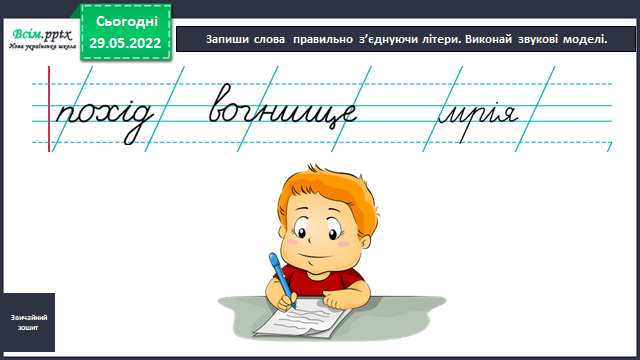 Всім.pptx
Нова українська школа
Сьогодні
29.05.2022
Запиши слова правильно з’єднуючи літери. Виконай звукові моделі.
похід вогнище мрія
Звичайний
зошит